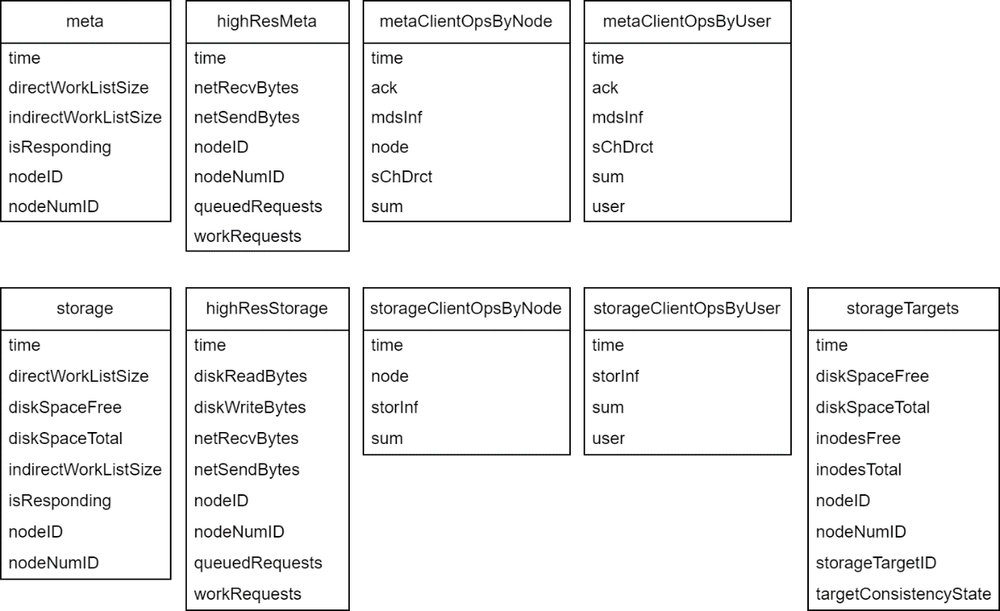 meta
time
directWorkListSize
indirectWorkListSize
isResponding
nodeID
nodeNumID
highResMeta
time
netRecvBytes
netSendBytes
nodeID
nodeNumID
queuedRequests
workRequests
metaClientOpsByNode
time
ack
mdsInf
node
sChDrct
sum
metaClientOpsByUser
time
ack
mdsInf
sChDrct
sum
user
storage
time
directWorkListSize
diskSpaceFree
diskSpaceTotal
indirectWorkListSize
isResponding
nodeID
nodeNumID
highResStorage
time
diskReadBytes
diskWriteBytes
netRecvBytes
netSendBytes
nodeID
nodeNumID
queuedRequests
workRequests
storageClientOpsByNode
time
node
storInf
sum
storageClientOpsByUser
time
storInf
sum
user
storageTargets
time
diskSpaceFree
diskSpaceTotal
inodesFree
inodesTotal
nodeID
nodeNumID
storageTargetID
targetConsistencyState